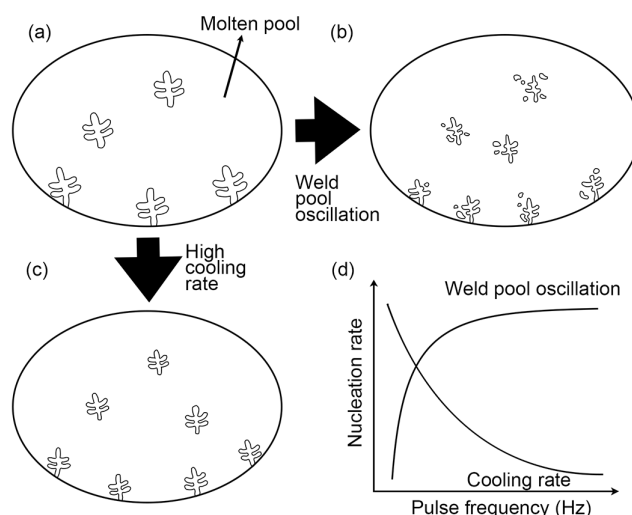 (a)
Molten pool
(b)
Weld
pool
oscillation
(c)
High
cooling
rate
(d)
Weld pool oscillation
Nucleation rate
Cooling rate
Pulse frequency (Hz)